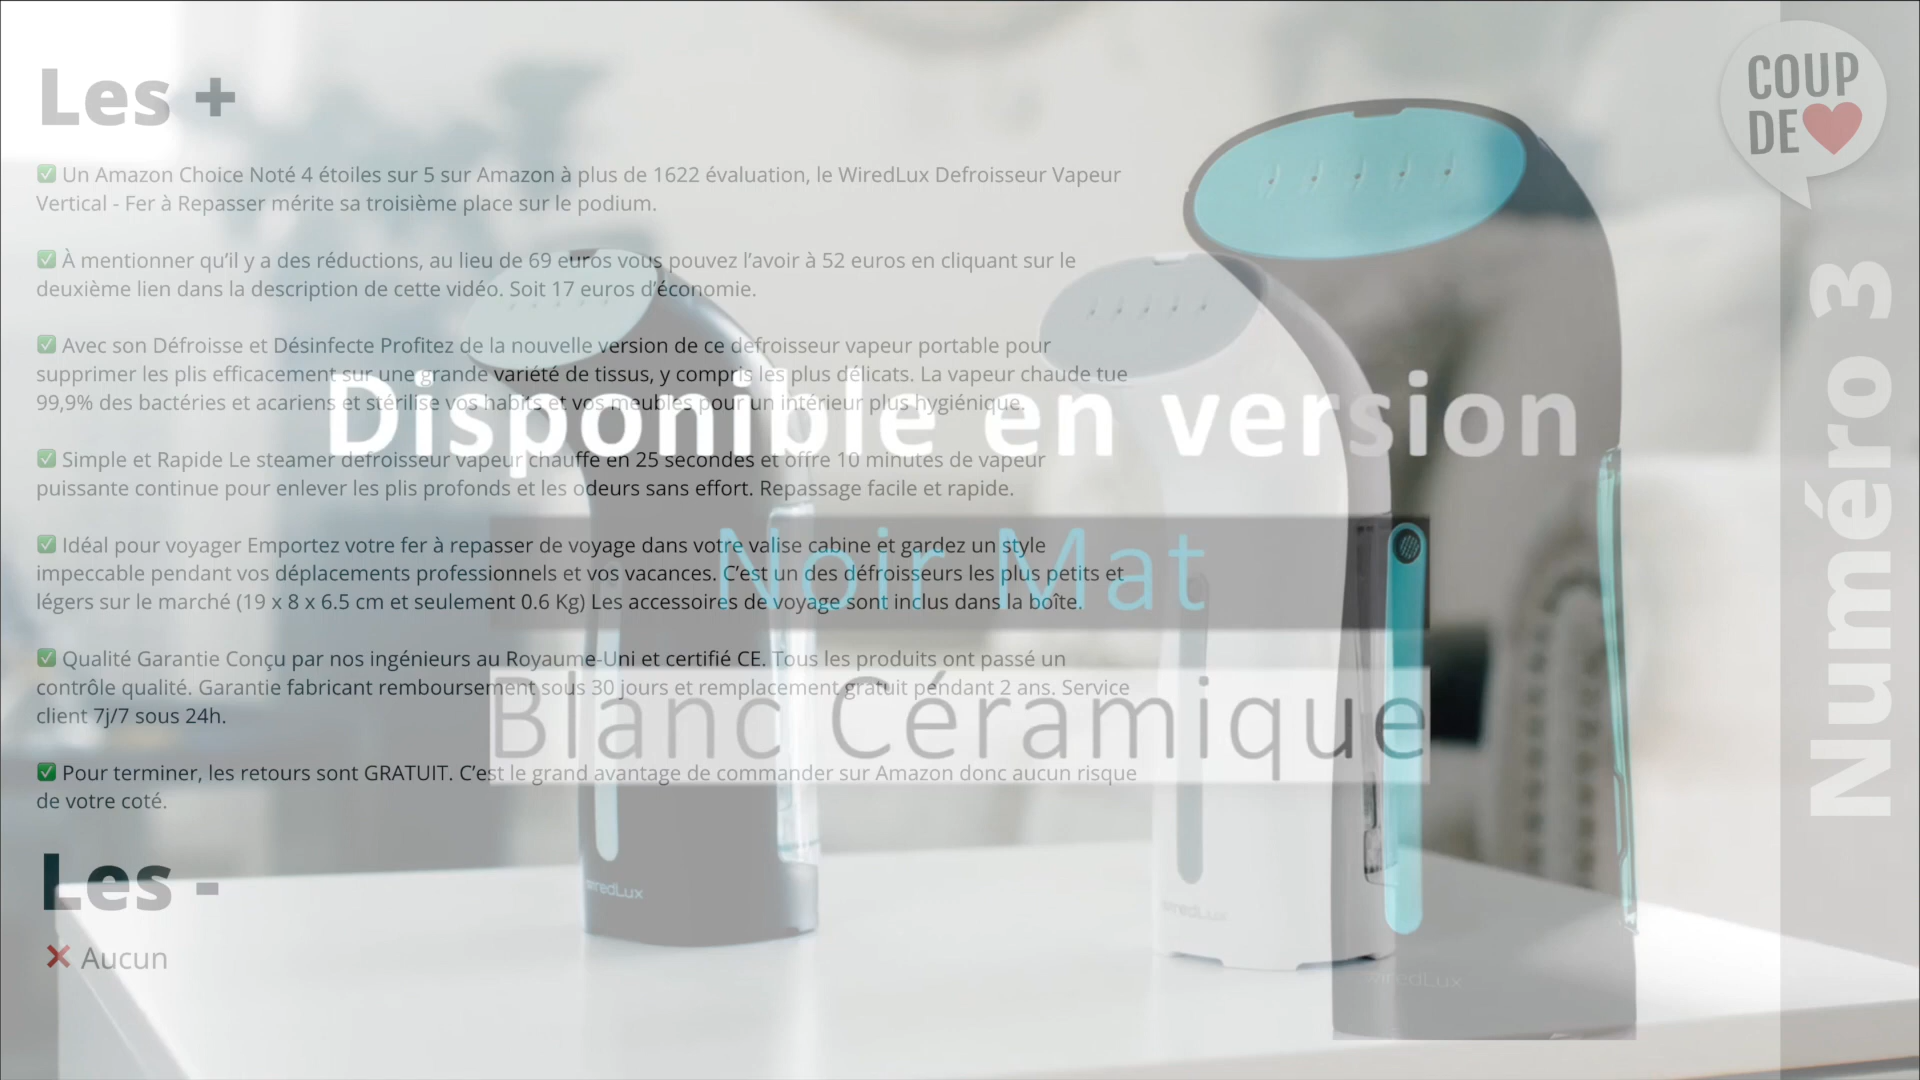 Les +
✅ Un Amazon Choice Noté 4 étoiles sur 5 sur Amazon à plus de 1622 évaluation, le WiredLux Defroisseur Vapeur
Vertical - Fer à Repasser mérite sa troisième place sur le podium.
✅ À mentionner qu’il y a des réductions, au lieu de 69 euros vous pouvez l’avoir à 52 euros en cliquant sur le
deuxième lien dans la description de cette vidéo. Soit 17 euros d’économie.
✅ Avec son Défroisse et Désinfecte Profitez de la nouvelle version de ce défroisseur vapeur portable pour
supprimer les plis efficacement sur une grande variété de tissus, y compris les plus délicats. La vapeur chaude tue
99,9% des bactéries et acariens et stérilise vos habits et vos meubles pour un intérieur plus hygiénique.
✅ Simple et Rapide Le steamer defroisseur vapeur chauffe en 25 secondes et offre 10 minutes de vapeur
puissante continue pour enlever les plis profonds et les odeurs sans effort. Repassage facile et rapide.
✅ Idéal pour voyager Emportez votre fer à repasser de voyage dans votre valise cabine et gardez un style
impeccable pendant vos déplacements professionnels et vos vacances. C’est un des défroisseurs les plus petits et
légers sur le marché (19 x 8 x 6.5 cm et seulement 0.6 Kg) Les accessoires de voyage sont inclus dans la boîte.
✅ Qualité Garantie Conçu par nos ingénieurs au Royaume-Uni et certifié CE. Tous les produits ont passé un
contrôle qualité. Garantie fabricant remboursement sous 30 jours et remplacement gratuit pendant 2 ans. Service
client 7j/7 sous 24h.
✅ Pour terminer, les retours sont GRATUIT. C’est le grand avantage de commander sur Amazon donc aucun risque
de votre coté.
Les -
❌ Aucun
Disponible en version
Noir Mat
Blanc Céramique
wiredLux
wiredLux
wiredLux
COUP
DE
Numéro 3